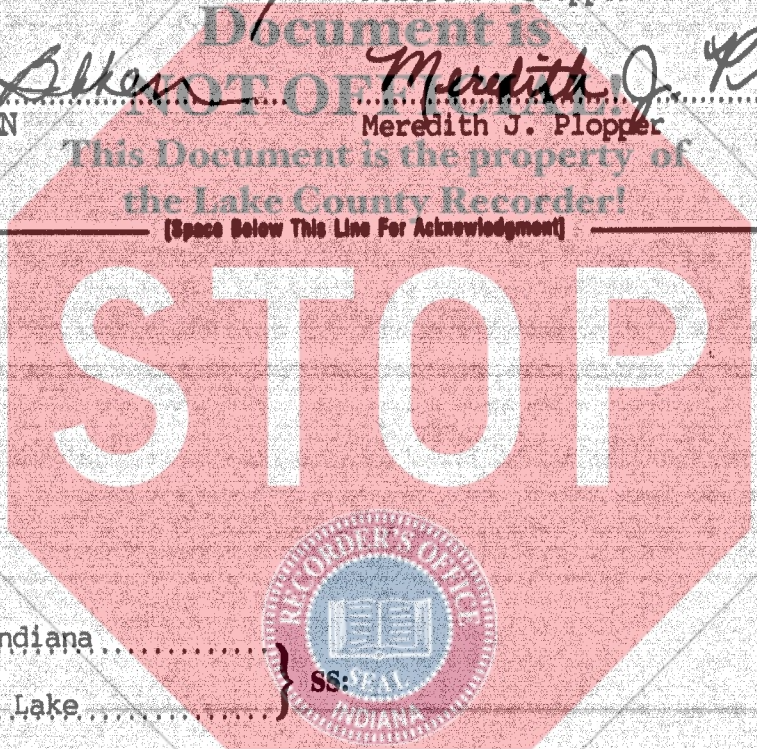 Document is
NOT OFFICIAL!
Meredith J.
N Meredith J. Plopper
This Document is the property of
the Lake County Recorder!
[Space Below This Line For Acknowledgment]
STOP
RECORDER'S OFFICE
SEAL
INDIANA
ndiana
SS:
Lake